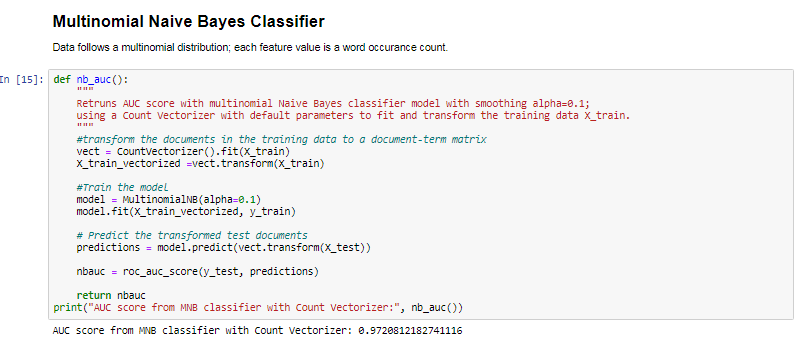 Multinomial Naive Bayes Classifier
Data follows a multinomial distribution; each feature value is a word occurance count.
In [15]: def nb_auc():
"""
Retruns AUC score with multinomial Naive Bayes classifier model with smoothing alpha=0.1;
using a Count Vectorizer with default parameters to fit and transform the training data X_train.
"""
#transform the documents in the training data to a document-term matrix
vect = CountVectorizer().fit(X_train)
X_train_vectorized =vect.transform(X_train)
#Train the model
model = MultinomialNB(alpha=0.1)
model.fit(X_train_vectorized, y_train)
# Predict the transformed test documents
predictions = model.predict(vect.transform(X_test))
nbauc = roc_auc_score(y_test, predictions)
return nbauc
print("AUC score from MNB classifier with Count Vectorizer:", nb_auc())
AUC score from MNB classifier with Count Vectorizer: 0.9720812182741116